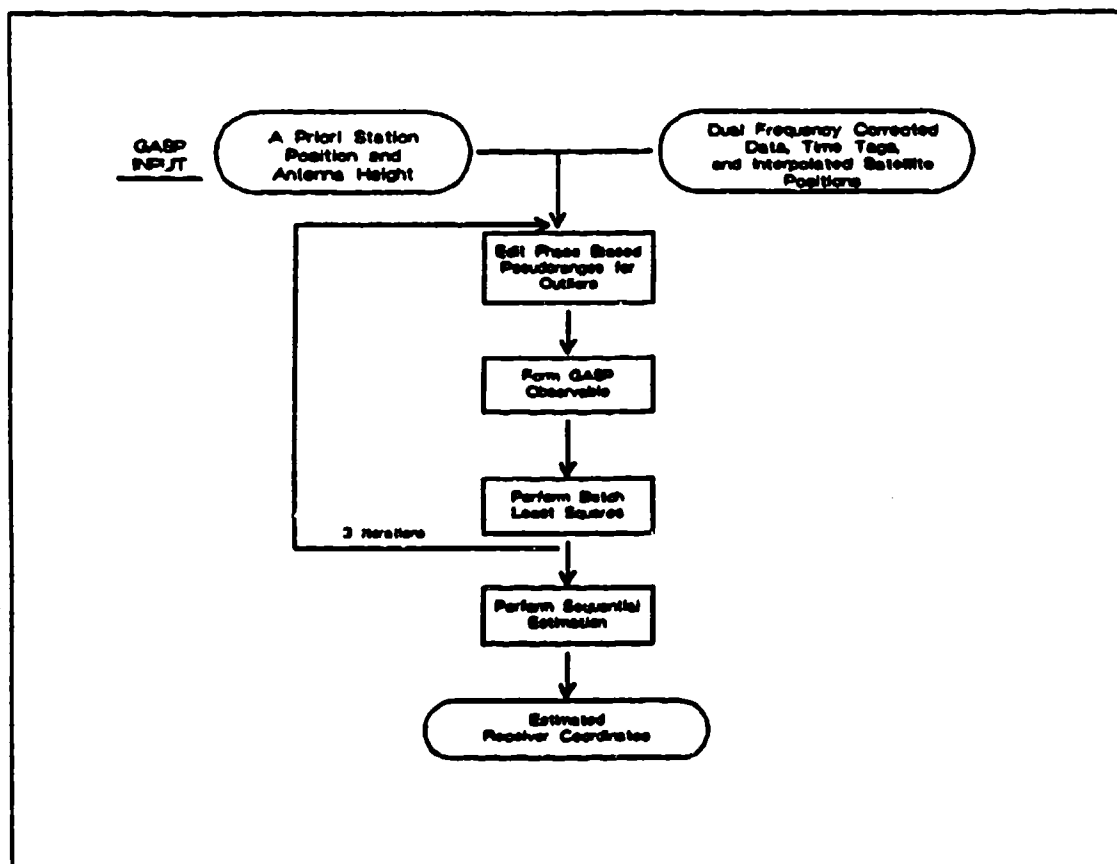 GASP
INPUT
A Priori Station
Position and
Antenna Height
Dual Frequency Corrected
Data, Time Tags,
and Interpolated Satellite
Positions
Edit Phase Biased
Pseudoranges for
Outliers
Form GASP
Observable
Perform Batch
Least Squares
3 Iterations
Perform Sequential
Estimation
Estimated
Receiver Coordinates